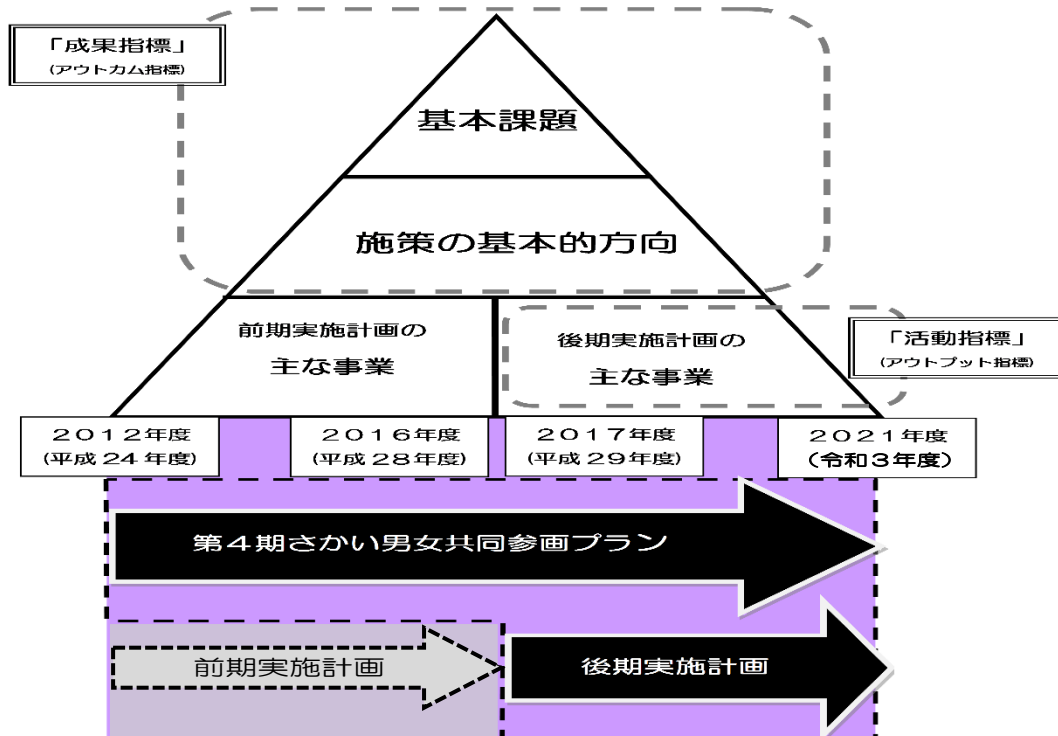 「成果指標」
(アウトカム指標)
基本課題
施策の基本的方向
前期実施計画の
主な事業
後期実施計画の
主な事業
「活動指標」
(アウトプット指標)
２０１２年度
(平成２４年度)
２０１６年度
(平成２８年度)
２０１７年度
(平成２９年度)
２０２１年度
(令和３年度)
第４期さかい男女共同参画プラン
前期実施計画
後期実施計画